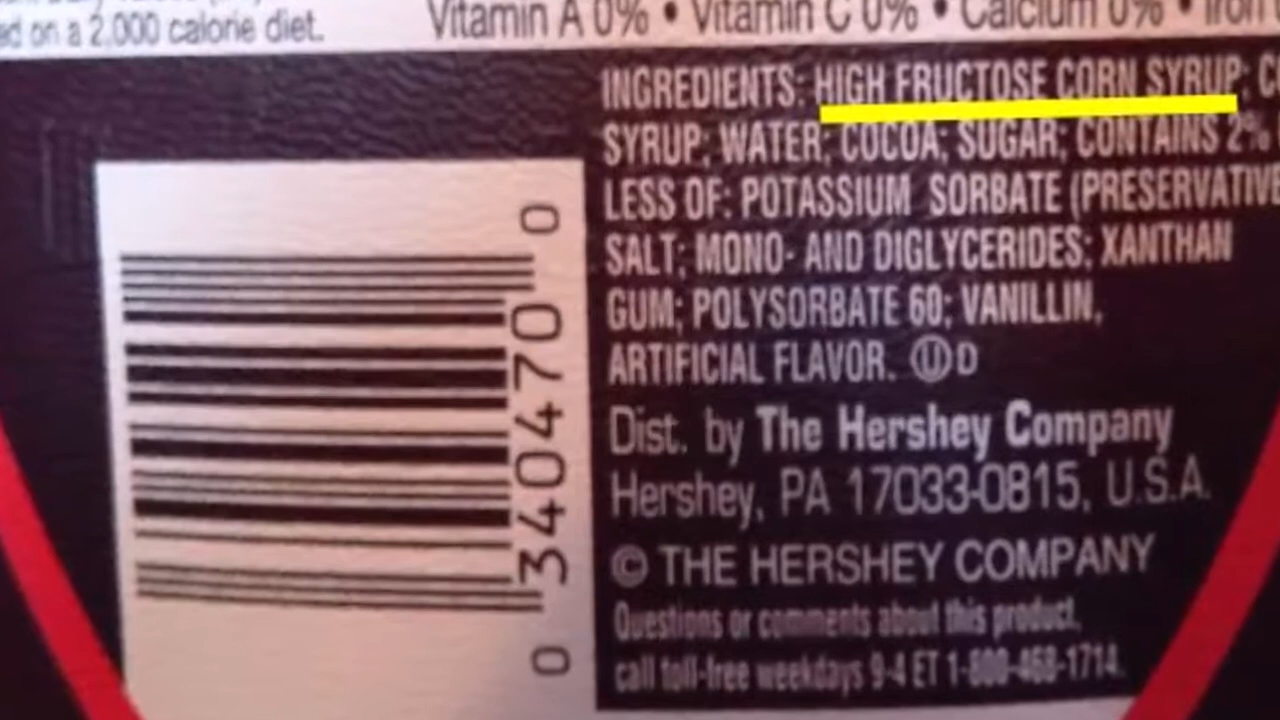 ed on a 2,000 calorie diet.
Vitamin A 0% • Vitamin C 0% • Calcium 0% • Iron
INGREDIENTS: HIGH FRUCTOSE CORN SYRUP; C
SYRUP; WATER; COCOA; SUGAR; CONTAINS 2%
LESS OF: POTASSIUM SORBATE (PRESERVATIVE
SALT; MONO- AND DIGLYCERIDES; XANTHAN
GUM; POLYSORBATE 60; VANILLIN,
ARTIFICIAL FLAVOR. Ⓤ D
Dist. by The Hershey Company
Hershey, PA 17033-0815, U.S.A.
© THE HERSHEY COMPANY
Questions or comments about this product,
call toll-free weekdays 9-4 ET 1-800-468-1714.
0 340470 0